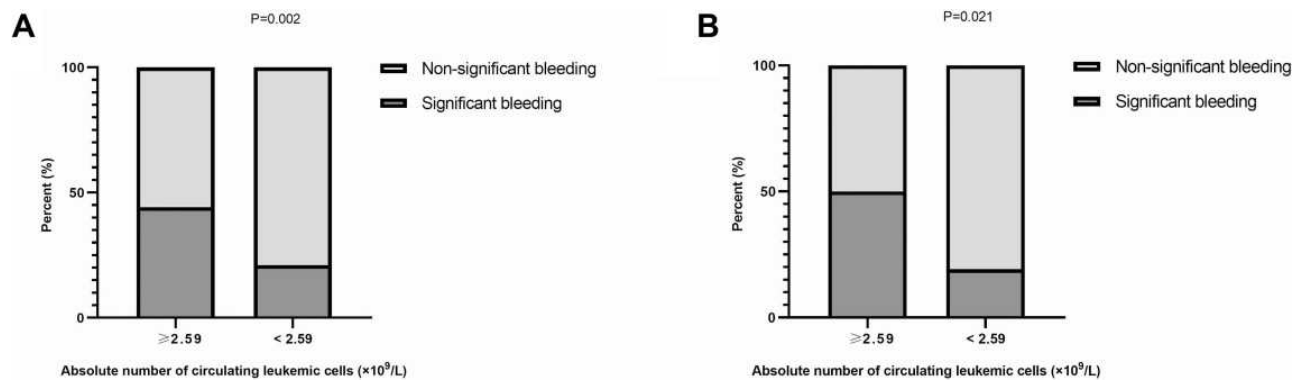 A
P=0.002
Non-significant bleeding
Significant bleeding
Percent (%)
100
50
0
≥2.59
< 2.59
Absolute number of circulating leukemic cells (×10⁹/L)
B
P=0.021
Non-significant bleeding
Significant bleeding
Percent (%)
100
50
0
≥2.59
< 2.59
Absolute number of circulating leukemic cells (×10⁹/L)